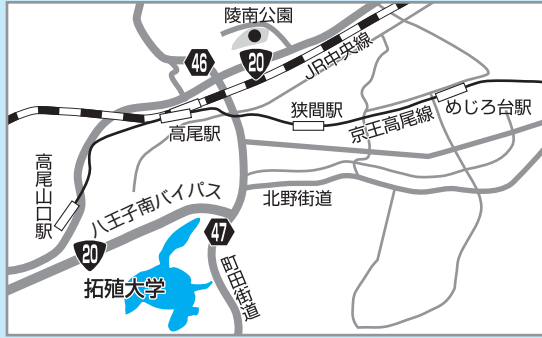 陵南公園
46
20
JR中央線
狭間駅
めじろ台駅
高尾駅
京王高尾線
高尾山口駅
八王子南バイパス
北野街道
20
47
拓殖大学
町田街道